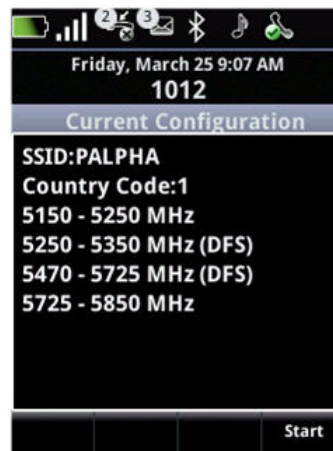 2 3
Friday, March 25 9:07 AM
1012
Current Configuration
SSID:PALPHA
Country Code:1
5150 - 5250 MHz
5250 - 5350 MHz (DFS)
5470 - 5725 MHz (DFS)
5725 - 5850 MHz
Start